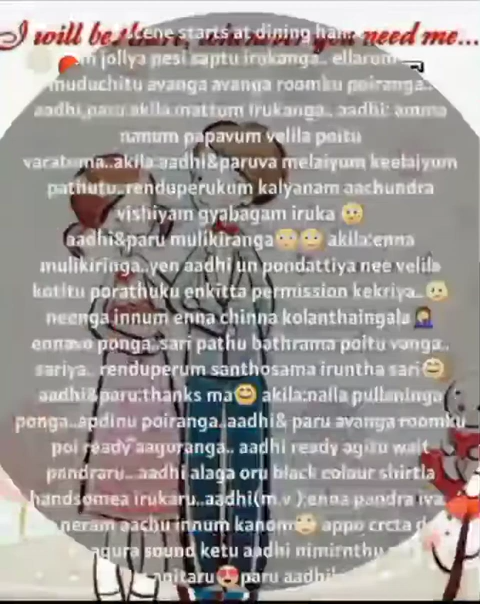 I will be there, whenever you need me...
scene starts at dining hall
jollya pesi saptu irukanga.. ellarum
muduchitu avanga avanga roomku poiranga..
aadhi,paru,akila mattum irukanga.. aadhi: amma
nanum papavum velila poitu
varatuma..akila:aadhi&paruva melaiyum keelaiyum
pathutu..renduperukum kalyanam aachundra
vishiyam gyabagam iruka 🙄
aadhi&paru mulikiranga🙄🙄 akila:enna
mulikiringa..yen aadhi un pondattiya nee velila
kotitu porathuku enkitta permission kekriya..🙄
neenga innum enna chinna kolanthaingala🤦‍♀️
ennavo ponga..sari pathu bathrama poitu vanga..
sariya.. renduperum santhosama iruntha sari😄
aadhi&paru:thanks ma😄 akila:nalla pullainga
ponga..apdinu poiranga..aadhi& paru avanga roomku
poi ready aaguranga.. aadhi ready agitu wait
pandraru...aadhi alaga oru black colour shirtla
handsomea irukaru..aadhi(m.v ):enna pandra iva
neram aachu innum kanom🙄 appo crcta d
agura sound ketu aadhi nimirnthu
😍paru aadhi